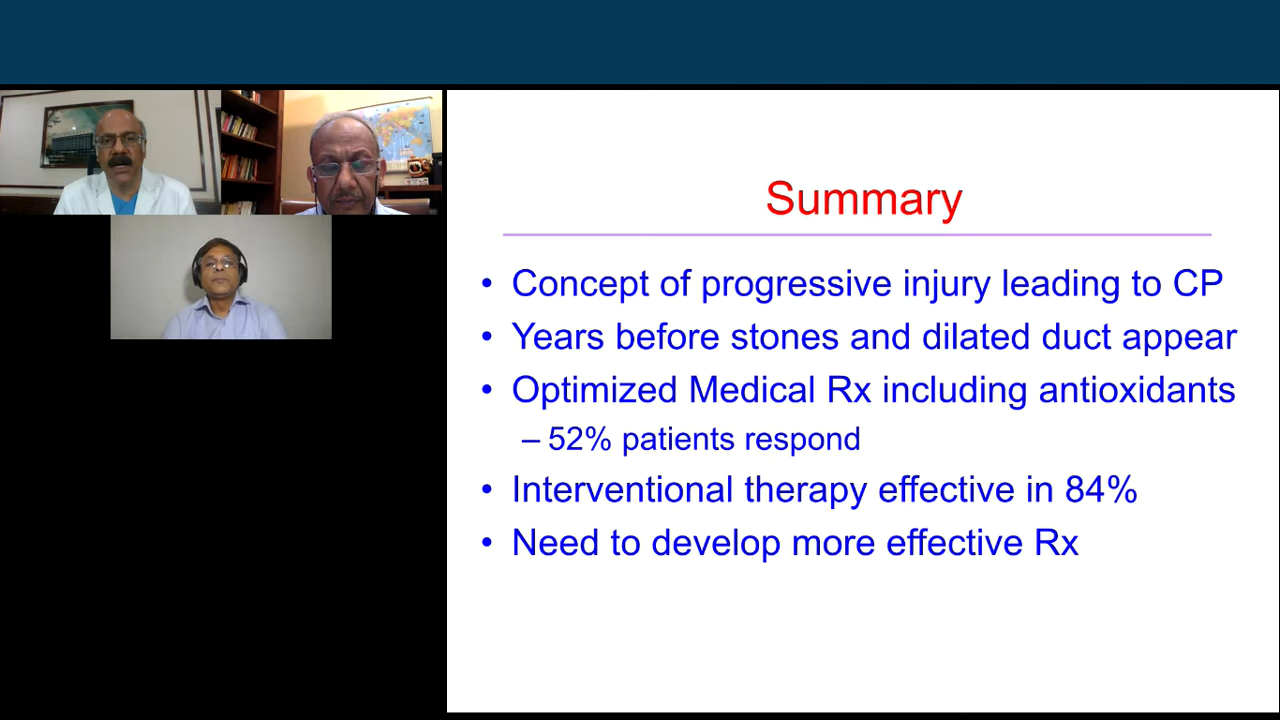 Summary
• Concept of progressive injury leading to CP
• Years before stones and dilated duct appear
• Optimized Medical Rx including antioxidants
– 52% patients respond
• Interventional therapy effective in 84%
• Need to develop more effective Rx